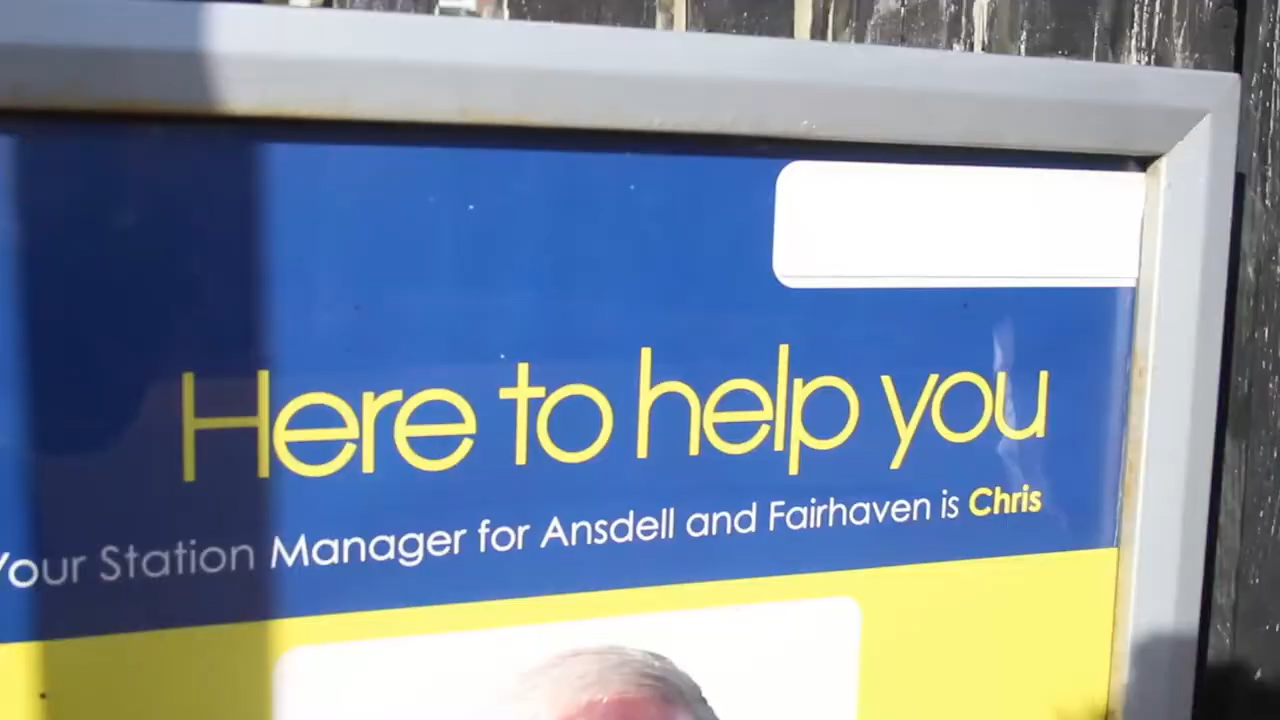 Here to help you
Your Station Manager for Ansdell and Fairhaven is Chris